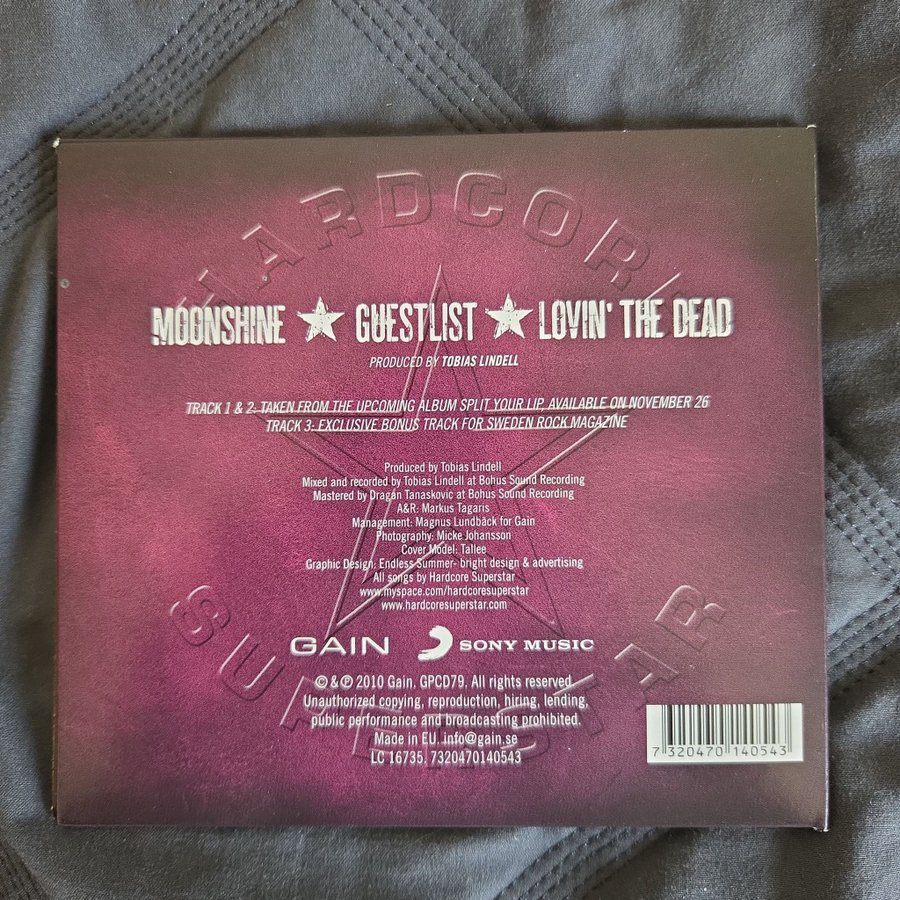 HARDCORE
MOONSHINE ★ GUESTLIST ★ LOVIN' THE DEAD
PRODUCED BY TOBIAS LINDELL
TRACK 1 & 2: TAKEN FROM THE UPCOMING ALBUM SPLIT YOUR LIP. AVAILABLE ON NOVEMBER 26
TRACK 3: EXCLUSIVE BONUS TRACK FOR SWEDEN ROCK MAGAZINE
Produced by Tobias Lindell
Mixed and recorded by Tobias Lindell at Bohus Sound Recording
Mastered by Dragan Tanaskovic at Bohus Sound Recording
A&R: Markus Tagaris
Management: Magnus Lundbäck for Gain
Photography: Micke Johansson
Cover Model: Tallee
Graphic Design: Endless Summer- bright design & advertising
All songs by Hardcore Superstar
www.myspace.com/hardcoresuperstar
www.hardcoresuperstar.com
SUPERSTAR
GAIN SONY MUSIC
© & ℗ 2010 Gain. GPCD79. All rights reserved.
Unauthorized copying, reproduction, hiring, lending,
public performance and broadcasting prohibited.
Made in EU. info@gain.se
LC 16735. 7320470140543
7 320470 140543